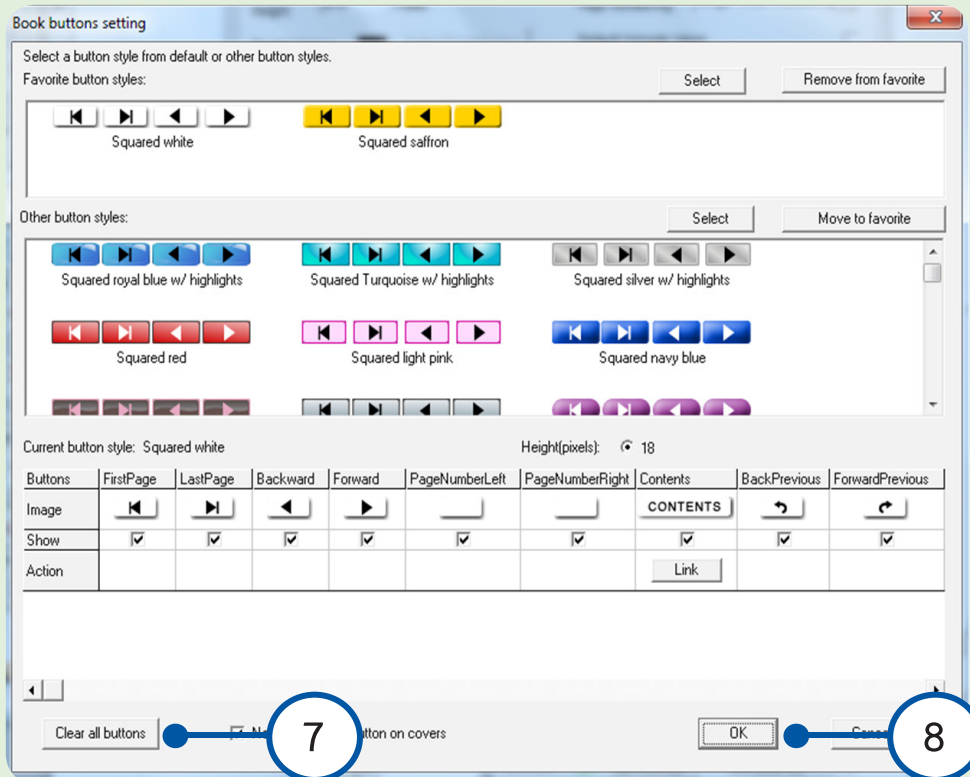 Book buttons setting
Select a button style from default or other button styles.
Favorite button styles:
Select
Remove from favorite
Squared white
Squared saffron
Other button styles:
Select
Move to favorite
Squared royal blue w/ highlights
Squared Turquoise w/ highlights
Squared silver w/ highlights
Squared red
Squared light pink
Squared navy blue
Current button style: Squared white
Height(pixels): 18
Buttons FirstPage LastPage Backward Forward PageNumberLeft PageNumberRight Contents BackPrevious ForwardPrevious
Image CONTENTS
Show
Action Link
Clear all buttons
7
on covers
OK
8